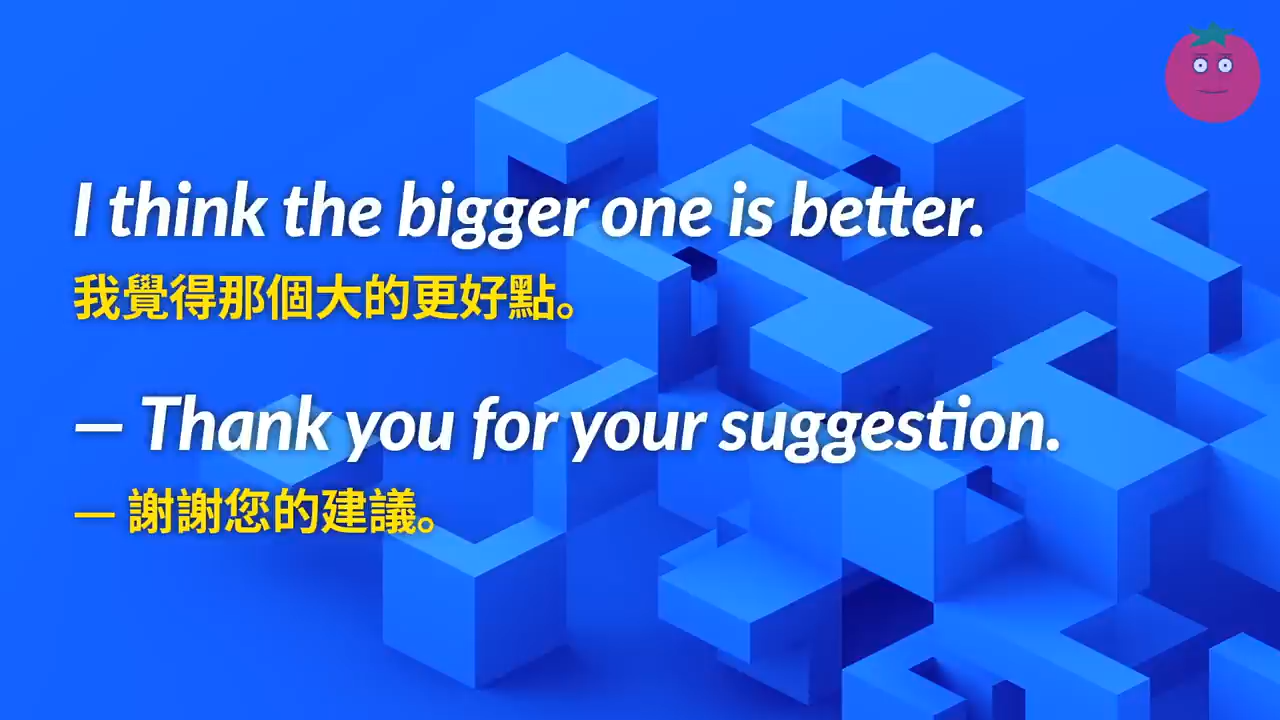 I think the bigger one is better.
我覺得那個大的更好點。
— Thank you for your suggestion.
— 謝謝您的建議。